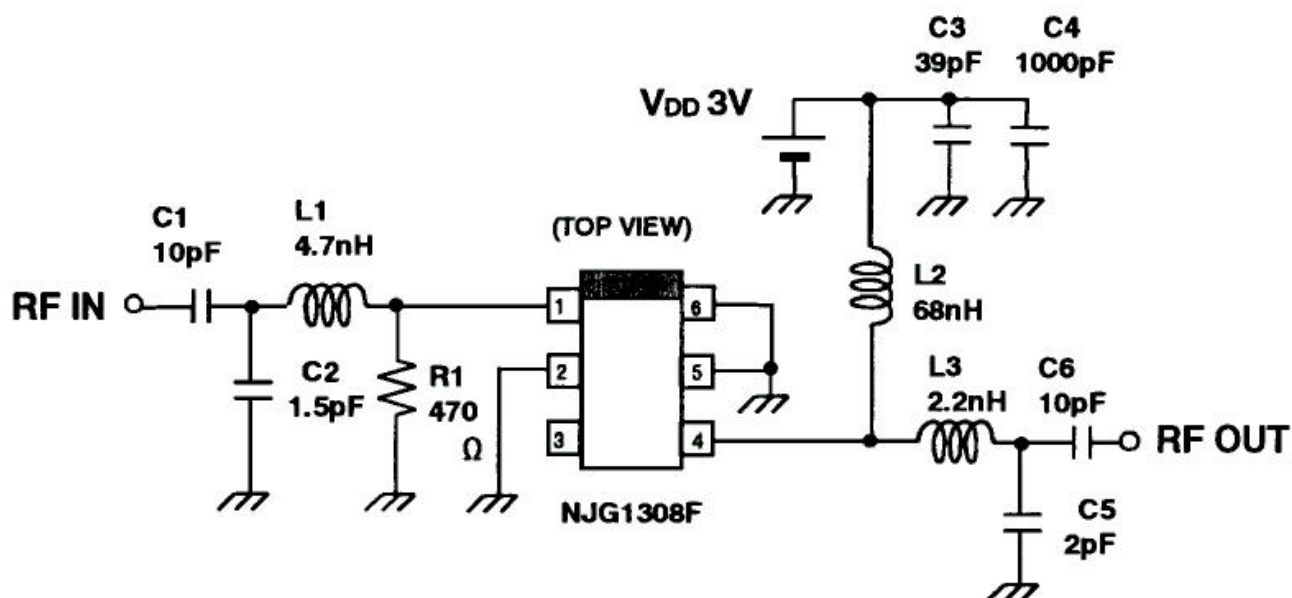 C3
39pF
C4
1000pF
VDD 3V
C1
10pF
L1
4.7nH
(TOP VIEW)
RF IN
1
6
L2
68nH
C2
1.5pF
R1
470
Ω
2
5
L3
2.2nH
C6
10pF
3
4
RF OUT
NJG1308F
C5
2pF